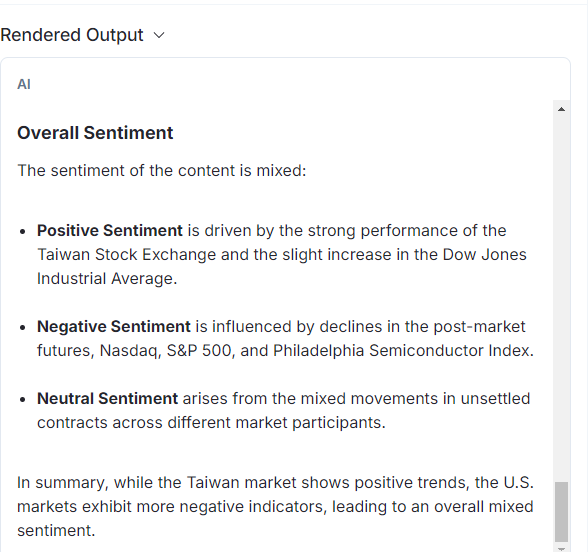 Rendered Output
AI
Overall Sentiment
The sentiment of the content is mixed:
• Positive Sentiment is driven by the strong performance of the
Taiwan Stock Exchange and the slight increase in the Dow Jones
Industrial Average.
• Negative Sentiment is influenced by declines in the post-market
futures, Nasdaq, S&P 500, and Philadelphia Semiconductor Index.
• Neutral Sentiment arises from the mixed movements in unsettled
contracts across different market participants.
In summary, while the Taiwan market shows positive trends, the U.S.
markets exhibit more negative indicators, leading to an overall mixed
sentiment.